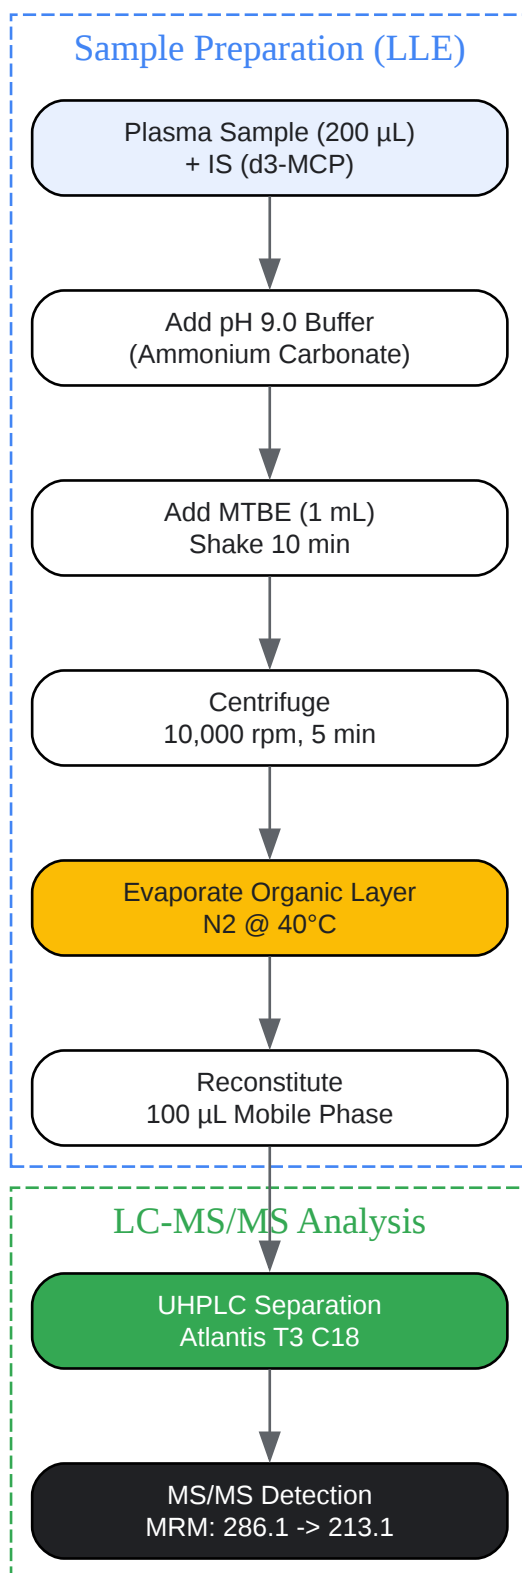 Sample Preparation (LLE)
Plasma Sample (200 µL)
+ IS (d3-MCP)
Add pH 9.0 Buffer
(Ammonium Carbonate)
Add MTBE (1 mL)
Shake 10 min
Centrifuge
10,000 rpm, 5 min
Evaporate Organic Layer
N2 @ 40°C
Reconstitute
100 µL Mobile Phase
LC-MS/MS Analysis
UHPLC Separation
Atlantis T3 C18
MS/MS Detection
MRM: 286.1 -> 213.1